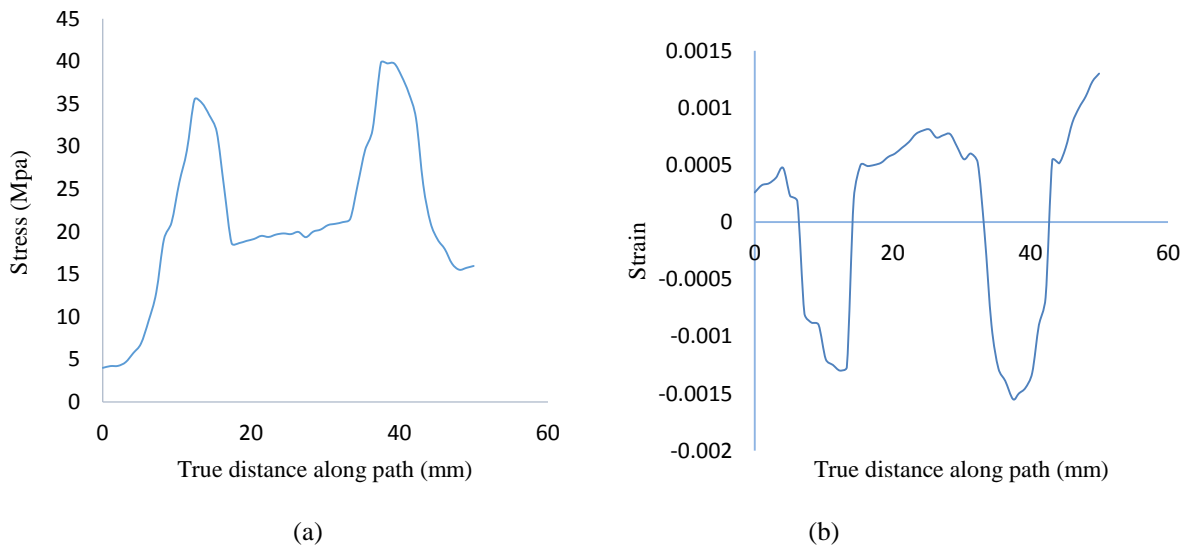 45
40
35
30
25
20
15
10
5
0
Stress (Mpa)
0 20 40 60
True distance along path (mm)
(a)
0.0015
0.001
0.0005
0
-0.0005
-0.001
-0.0015
-0.002
Strain
0 20 40 60
True distance along path (mm)
(b)